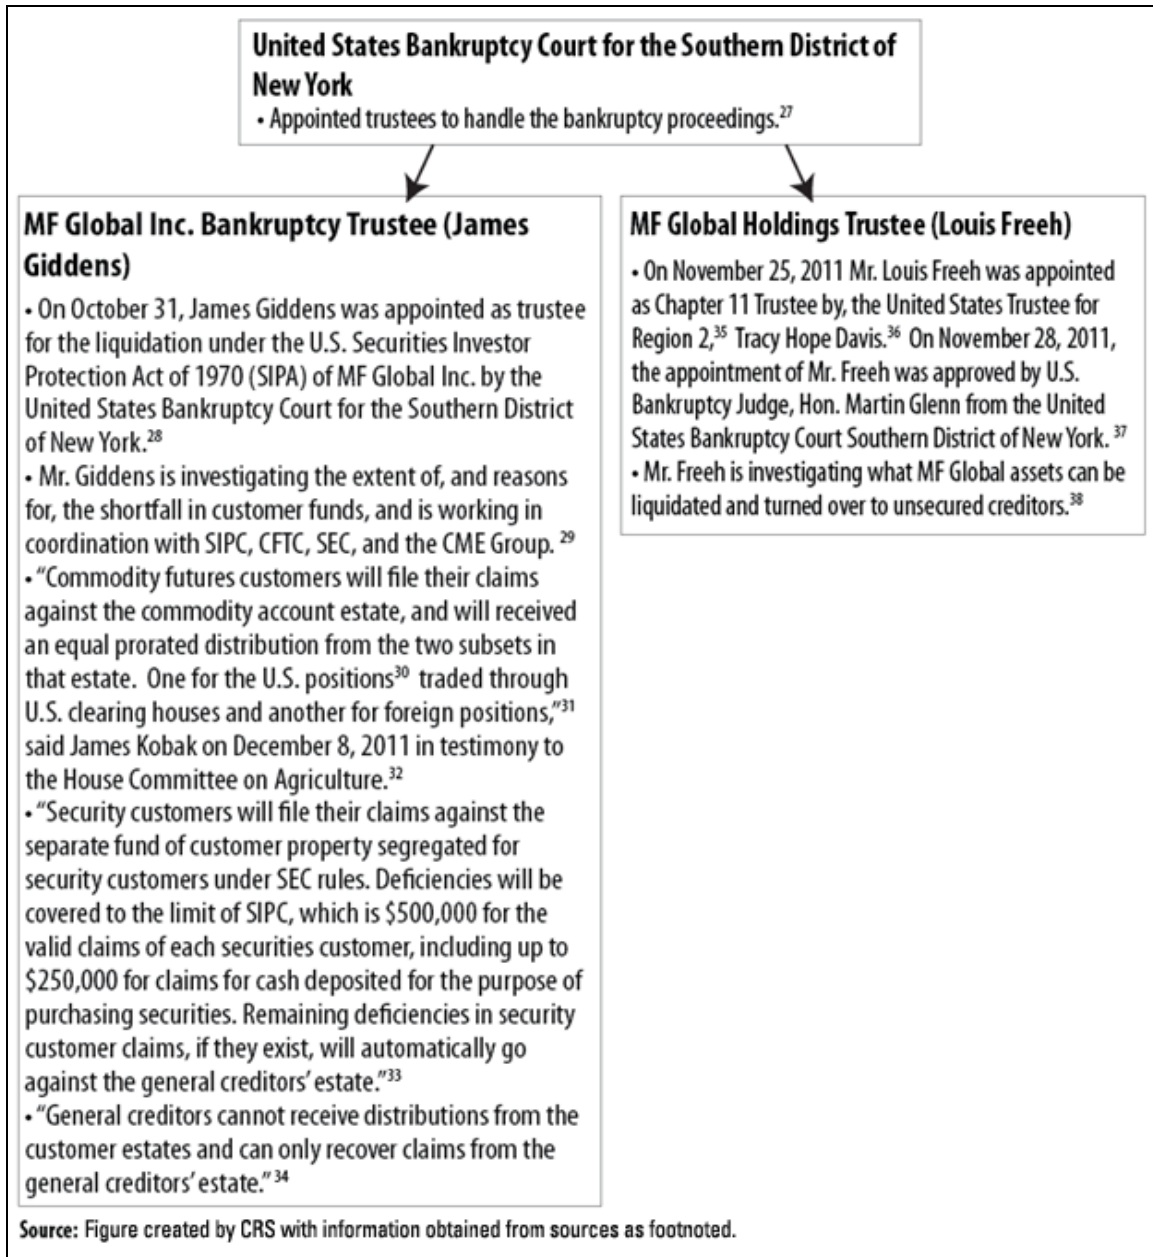 United States Bankruptcy Court for the Southern District of
New York
• Appointed trustees to handle the bankruptcy proceedings.27
MF Global Inc. Bankruptcy Trustee (James
Giddens)
• On October 31, James Giddens was appointed as trustee
for the liquidation under the U.S. Securities Investor
Protection Act of 1970 (SIPA) of MF Global Inc. by the
United States Bankruptcy Court for the Southern District
of New York.28
• Mr. Giddens is investigating the extent of, and reasons
for, the shortfall in customer funds, and is working in
coordination with SIPC, CFTC, SEC, and the CME Group. 29
• “Commodity futures customers will file their claims
against the commodity account estate, and will received
an equal prorated distribution from the two subsets in
that estate. One for the U.S. positions30 traded through
U.S. clearing houses and another for foreign positions,”31
said James Kobak on December 8, 2011 in testimony to
the House Committee on Agriculture.32
• “Security customers will file their claims against the
separate fund of customer property segregated for
security customers under SEC rules. Deficiencies will be
covered to the limit of SIPC, which is $500,000 for the
valid claims of each securities customer, including up to
$250,000 for claims for cash deposited for the purpose of
purchasing securities. Remaining deficiencies in security
customer claims, if they exist, will automatically go
against the general creditors’ estate.”33
• “General creditors cannot receive distributions from the
customer estates and can only recover claims from the
general creditors’ estate.” 34
MF Global Holdings Trustee (Louis Freeh)
• On November 25, 2011 Mr. Louis Freeh was appointed
as Chapter 11 Trustee by, the United States Trustee for
Region 2,35 Tracy Hope Davis.36 On November 28, 2011,
the appointment of Mr. Freeh was approved by U.S.
Bankruptcy Judge, Hon. Martin Glenn from the United
States Bankruptcy Court Southern District of New York. 37
• Mr. Freeh is investigating what MF Global assets can be
liquidated and turned over to unsecured creditors.38
Source: Figure created by CRS with information obtained from sources as footnoted.